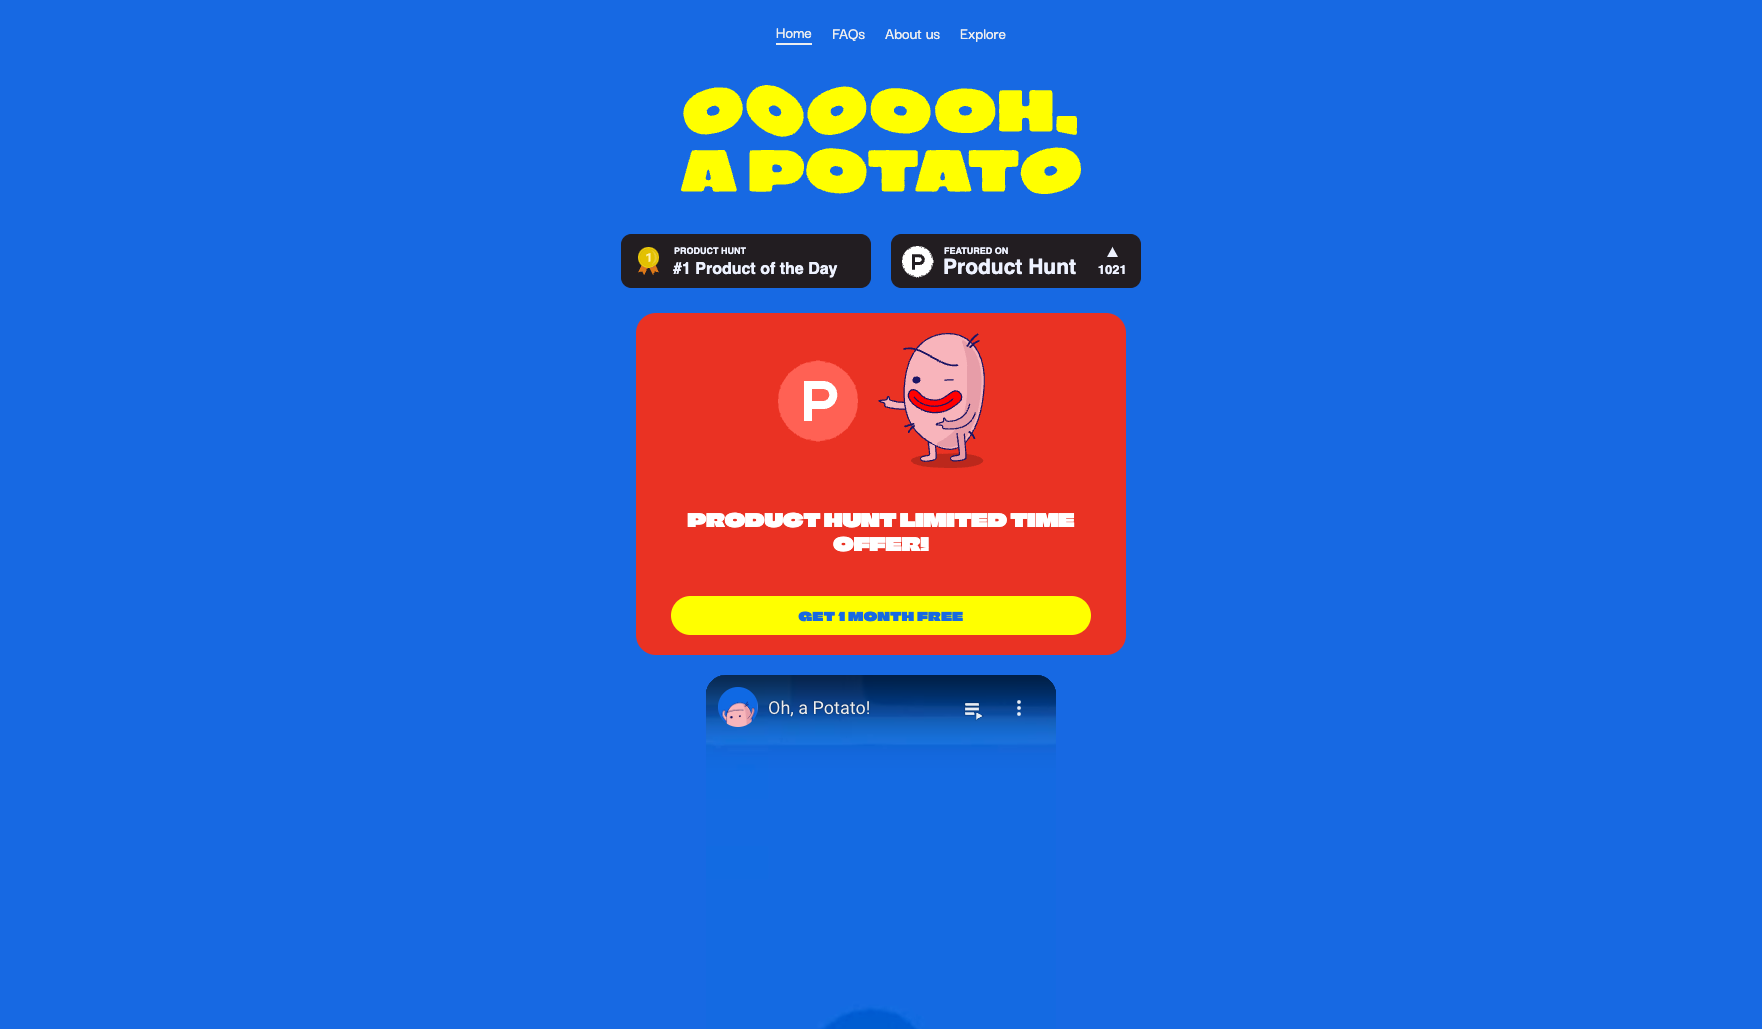 Home FAQs About us Explore
OOOOOH,
A POTATO
1
PRODUCT HUNT
#1 Product of the Day
P
FEATURED ON
Product Hunt
1021
P
PRODUCT HUNT LIMITED TIME
OFFER!
GET 1 MONTH FREE
Oh, a Potato!